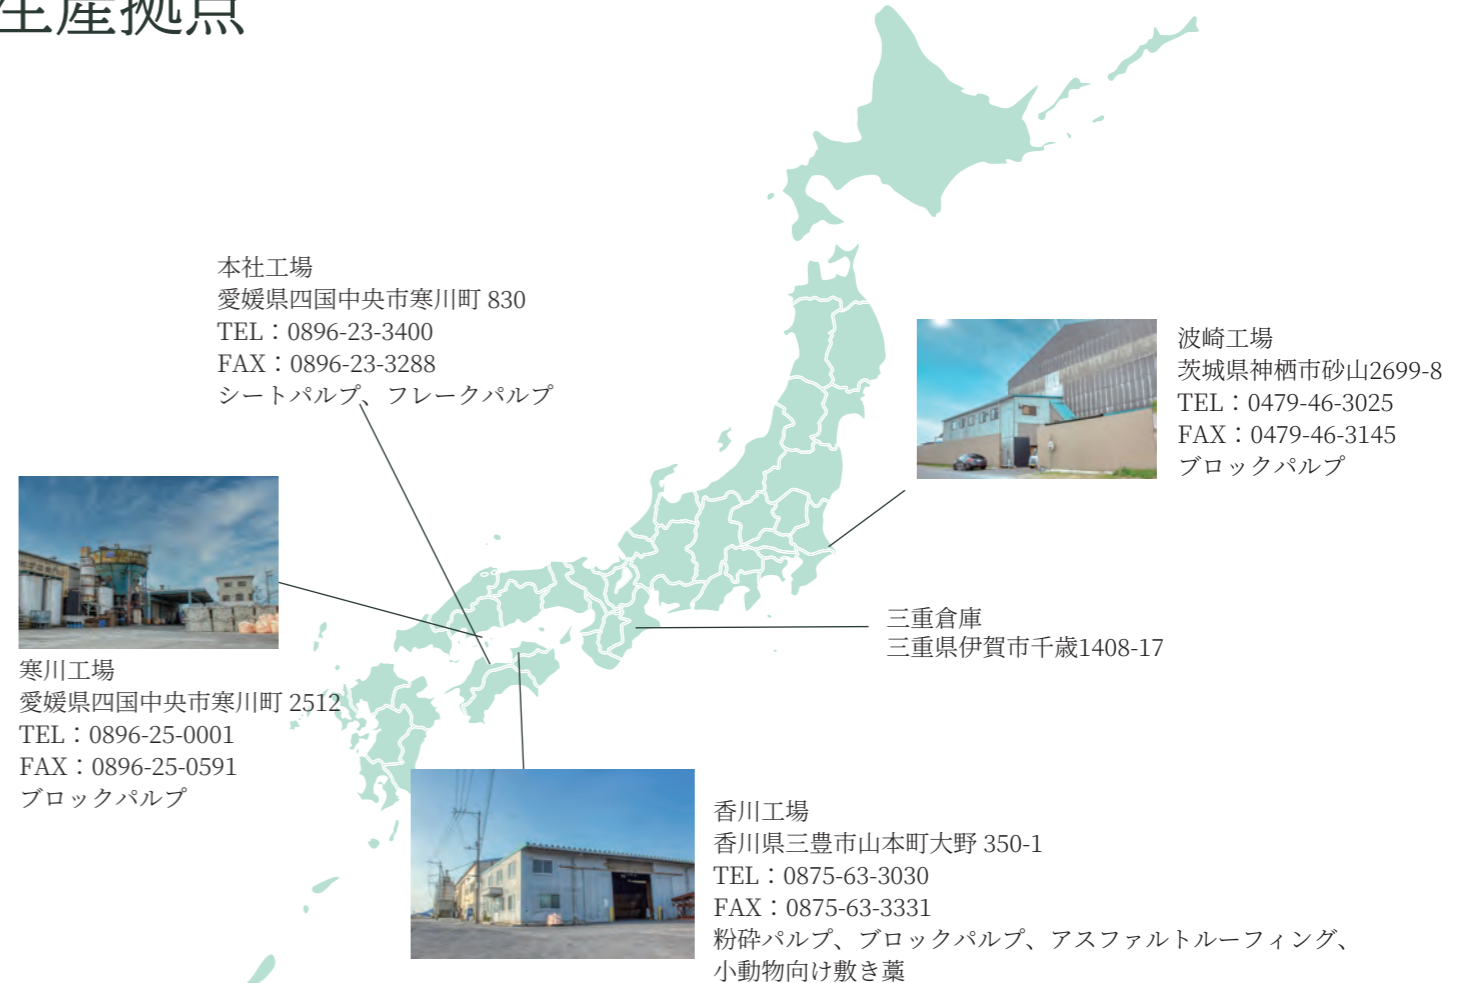 生産拠点
本社工場
愛媛県四国中央市寒川町 830
TEL：0896-23-3400
FAX：0896-23-3288
シートパルプ、フレークパルプ
波崎工場
茨城県神栖市砂山2699-8
TEL：0479-46-3025
FAX：0479-46-3145
ブロックパルプ
三重倉庫
三重県伊賀市千歳1408-17
寒川工場
愛媛県四国中央市寒川町 2512
TEL：0896-25-0001
FAX：0896-25-0591
ブロックパルプ
香川工場
香川県三豊市山本町大野 350-1
TEL：0875-63-3030
FAX：0875-63-3331
粉砕パルプ、ブロックパルプ、アスファルトルーフィング、
小動物向け敷き藁